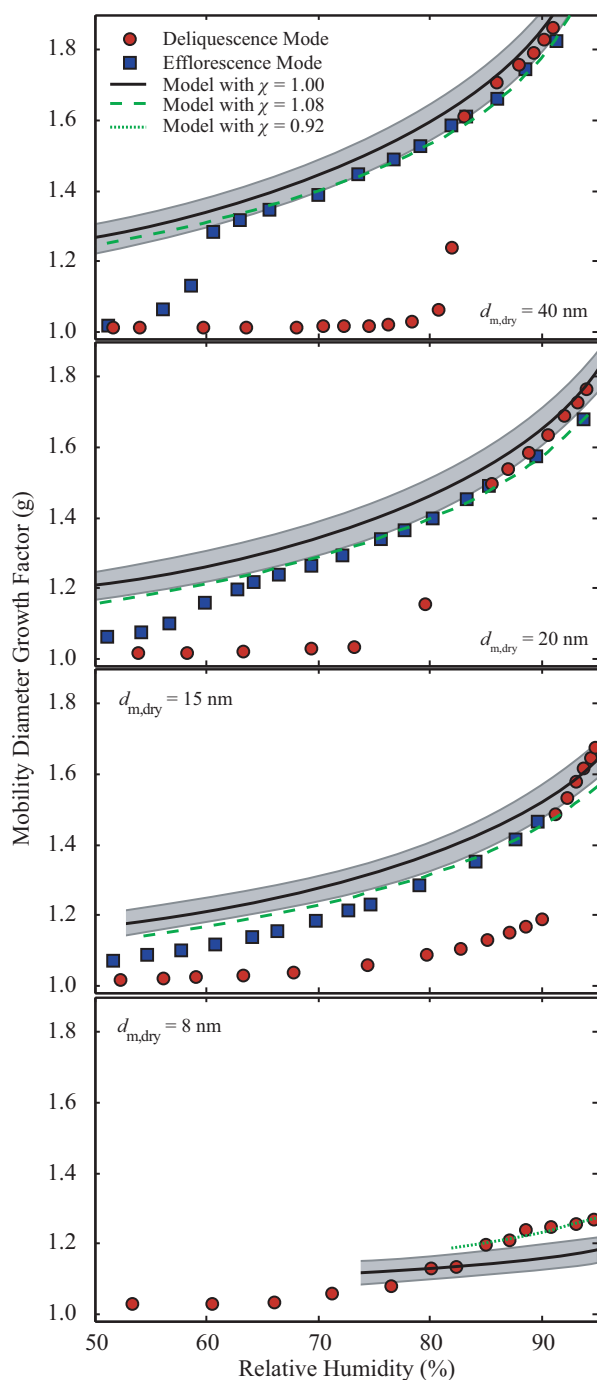 Deliquescence Mode
Efflorescence Mode
Model with χ = 1.00
Model with χ = 1.08
Model with χ = 0.92
1.8
1.6
1.4
1.2
1.0
d_m,dry = 40 nm
1.8
1.6
1.4
1.2
1.0
d_m,dry = 20 nm
Mobility Diameter Growth Factor (g)
d_m,dry = 15 nm
1.8
1.6
1.4
1.2
1.0
d_m,dry = 8 nm
1.8
1.6
1.4
1.2
1.0
50 60 70 80 90
Relative Humidity (%)